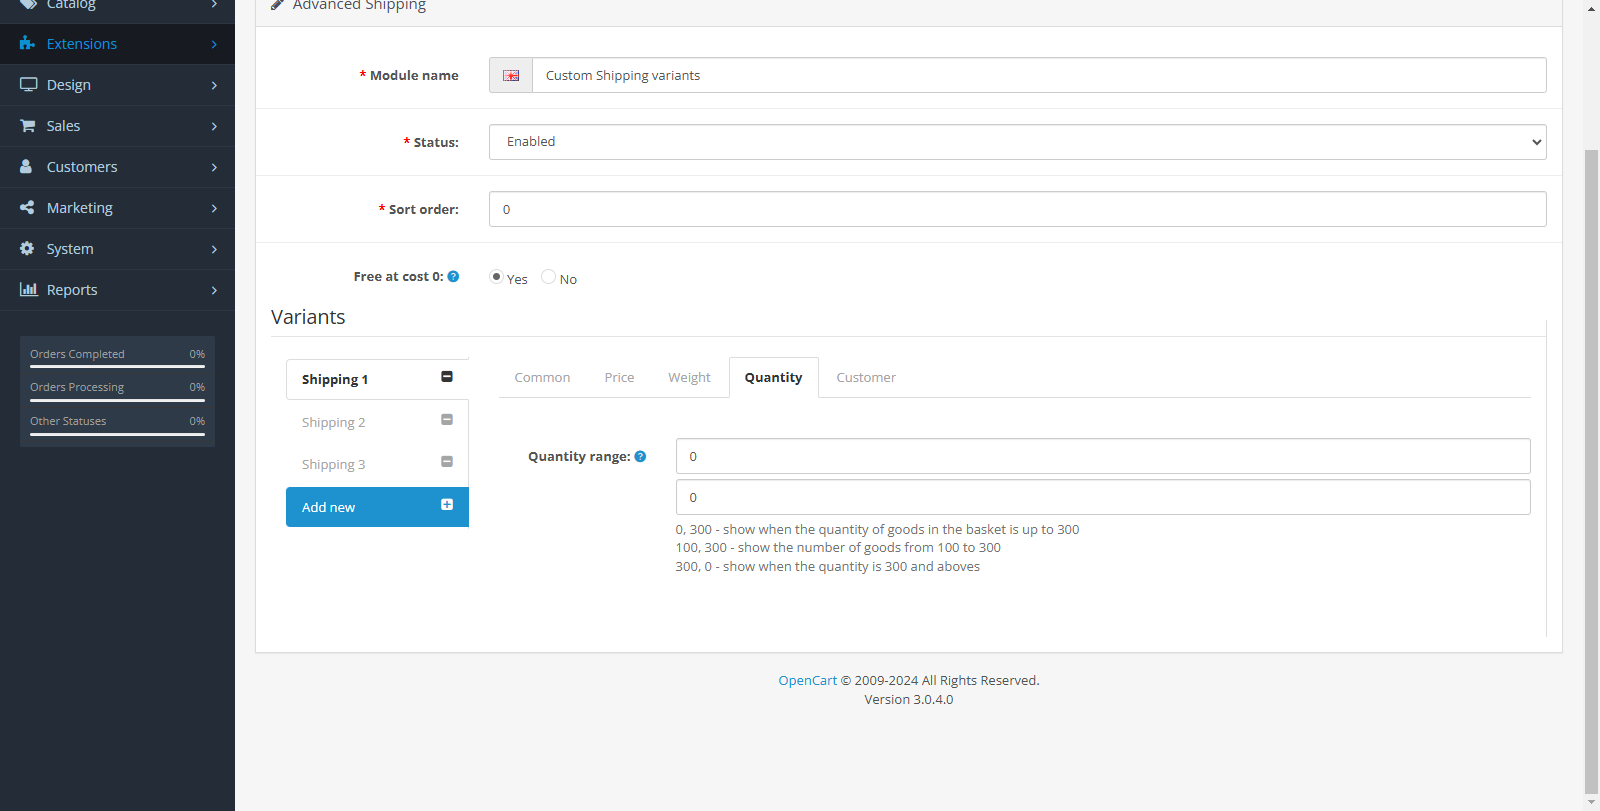 Catalog
Extensions
Design
Sales
Customers
Marketing
System
Reports
Orders Completed 0%
Orders Processing 0%
Other Statuses 0%
Advanced Shipping
* Module name Custom Shipping variants
* Status: Enabled
* Sort order: 0
Free at cost 0: ? Yes No
Variants
Shipping 1
Shipping 2
Shipping 3
Add new
Common Price Weight Quantity Customer
Quantity range: ? 0
0
0, 300 - show when the quantity of goods in the basket is up to 300
100, 300 - show the number of goods from 100 to 300
300, 0 - show when the quantity is 300 and aboves
OpenCart © 2009-2024 All Rights Reserved.
Version 3.0.4.0